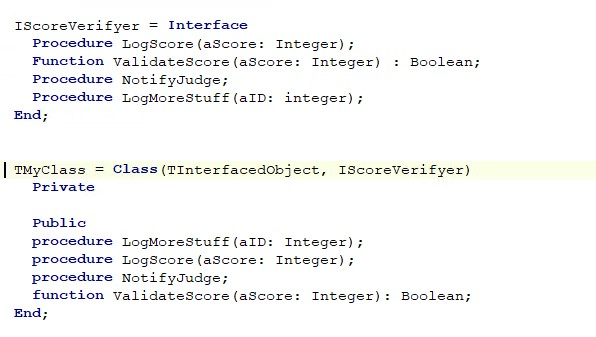 IScoreVerifyer = Interface
  Procedure LogScore(aScore: Integer);
  Function ValidateScore(aScore: Integer) : Boolean;
  Procedure NotifyJudge;
  Procedure LogMoreStuff(aID: integer);
End;
TMyClass = Class(TInterfacedObject, IScoreVerifyer)
  Private
  Public
  procedure LogMoreStuff(aID: Integer);
  procedure LogScore(aScore: Integer);
  procedure NotifyJudge;
  function ValidateScore(aScore: Integer): Boolean;
End;